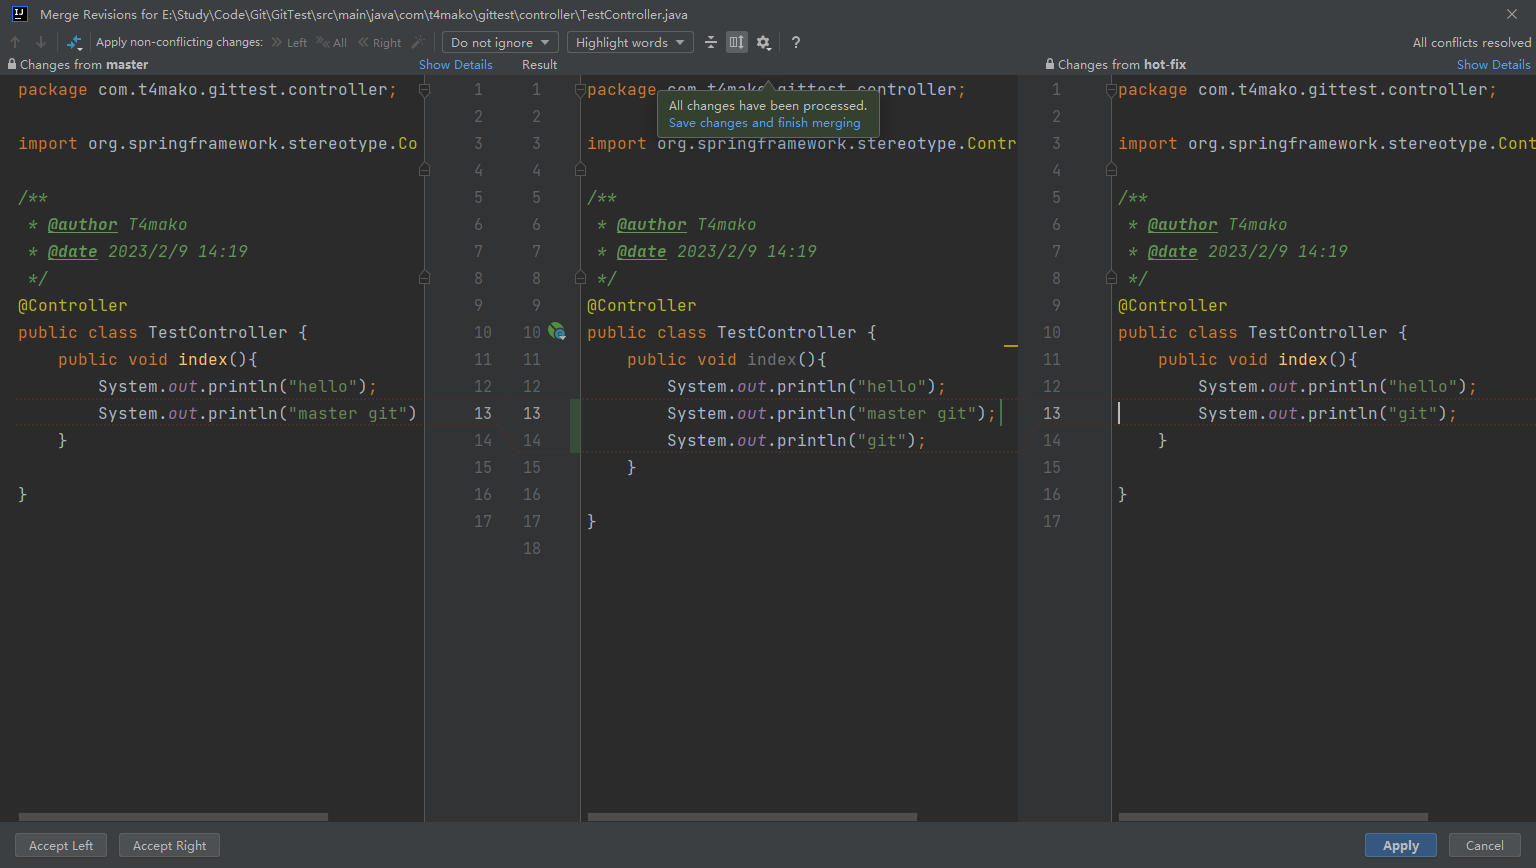 IJ
Merge Revisions for E:\Study\Code\Git\GitTest\src\main\java\com\t4mako\gittest\controller\TestController.java
Apply non-conflicting changes: Left All Right Do not ignore Highlight words ? All conflicts resolved
Changes from master Show Details Result Changes from hot-fix Show Details
package com.t4mako.gittest.controller; 1
2
import org.springframework.stereotype.Co 3
4
/** 5
* @author T4mako 6
* @date 2023/2/9 14:19 7
*/ 8
@Controller 9
public class TestController { 10
public void index(){ 11
System.out.println("hello"); 12
System.out.println("master git") 13
} 14
15
} 16
17
1 package com.t4mako.gittest.controller;
All changes have been processed.
Save changes and finish merging
2
3 import org.springframework.stereotype.Contr
4
5 /**
6 * @author T4mako
7 * @date 2023/2/9 14:19
8 */
9 @Controller
10 public class TestController {
11 public void index(){
12 System.out.println("hello");
13 System.out.println("master git");
14 System.out.println("git");
15 }
16
17 }
18
1 package com.t4mako.gittest.controller;
2
3 import org.springframework.stereotype.Cont
4
5 /**
6 * @author T4mako
7 * @date 2023/2/9 14:19
8 */
9 @Controller
10 public class TestController {
11 public void index(){
12 System.out.println("hello");
13 System.out.println("git");
14 }
15
16 }
17
Accept Left Accept Right Apply Cancel